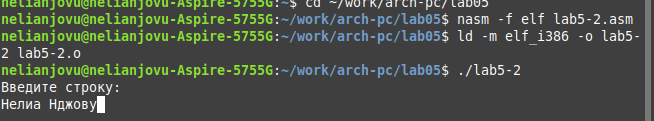 nelianjovu@nelianjovu-Aspire-5755G:~$ cd ~/work/arch-pc/lab05
nelianjovu@nelianjovu-Aspire-5755G:~/work/arch-pc/lab05$ nasm -f elf lab5-2.asm
nelianjovu@nelianjovu-Aspire-5755G:~/work/arch-pc/lab05$ ld -m elf_i386 -o lab5-
2 lab5-2.o
nelianjovu@nelianjovu-Aspire-5755G:~/work/arch-pc/lab05$ ./lab5-2
Введите строку:
Нелиа Нджову